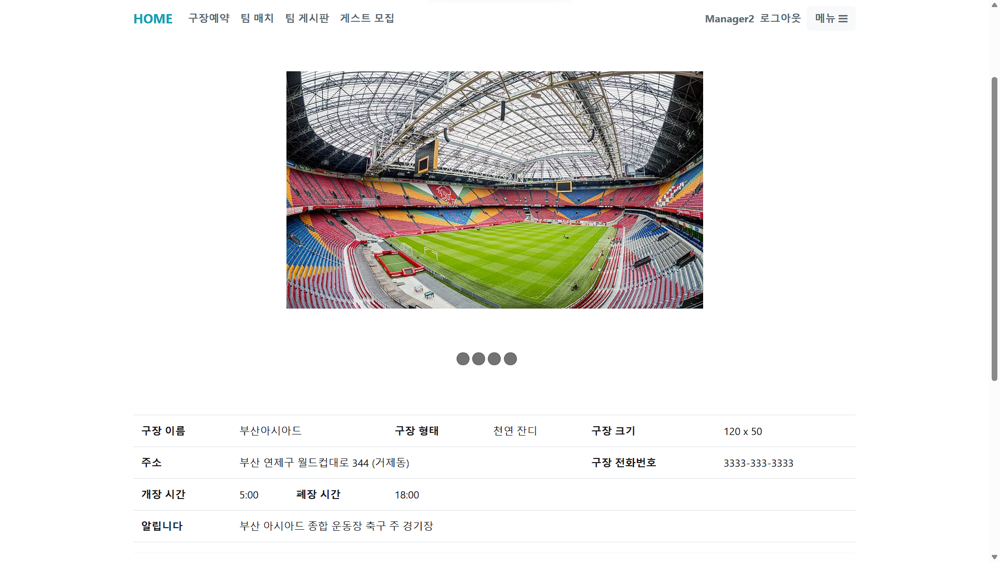 HOME 구장예약 팀 매치 팀 게시판 게스트 모집 Manager2 로그아웃 메뉴
구장 이름 부산아시아드 구장 형태 천연 잔디 구장 크기 120 x 50
주소 부산 연제구 월드컵대로 344 (거제동) 구장 전화번호 3333-333-3333
개장 시간 5:00 폐장 시간 18:00
알립니다 부산 아시아드 종합 운동장 축구 주 경기장